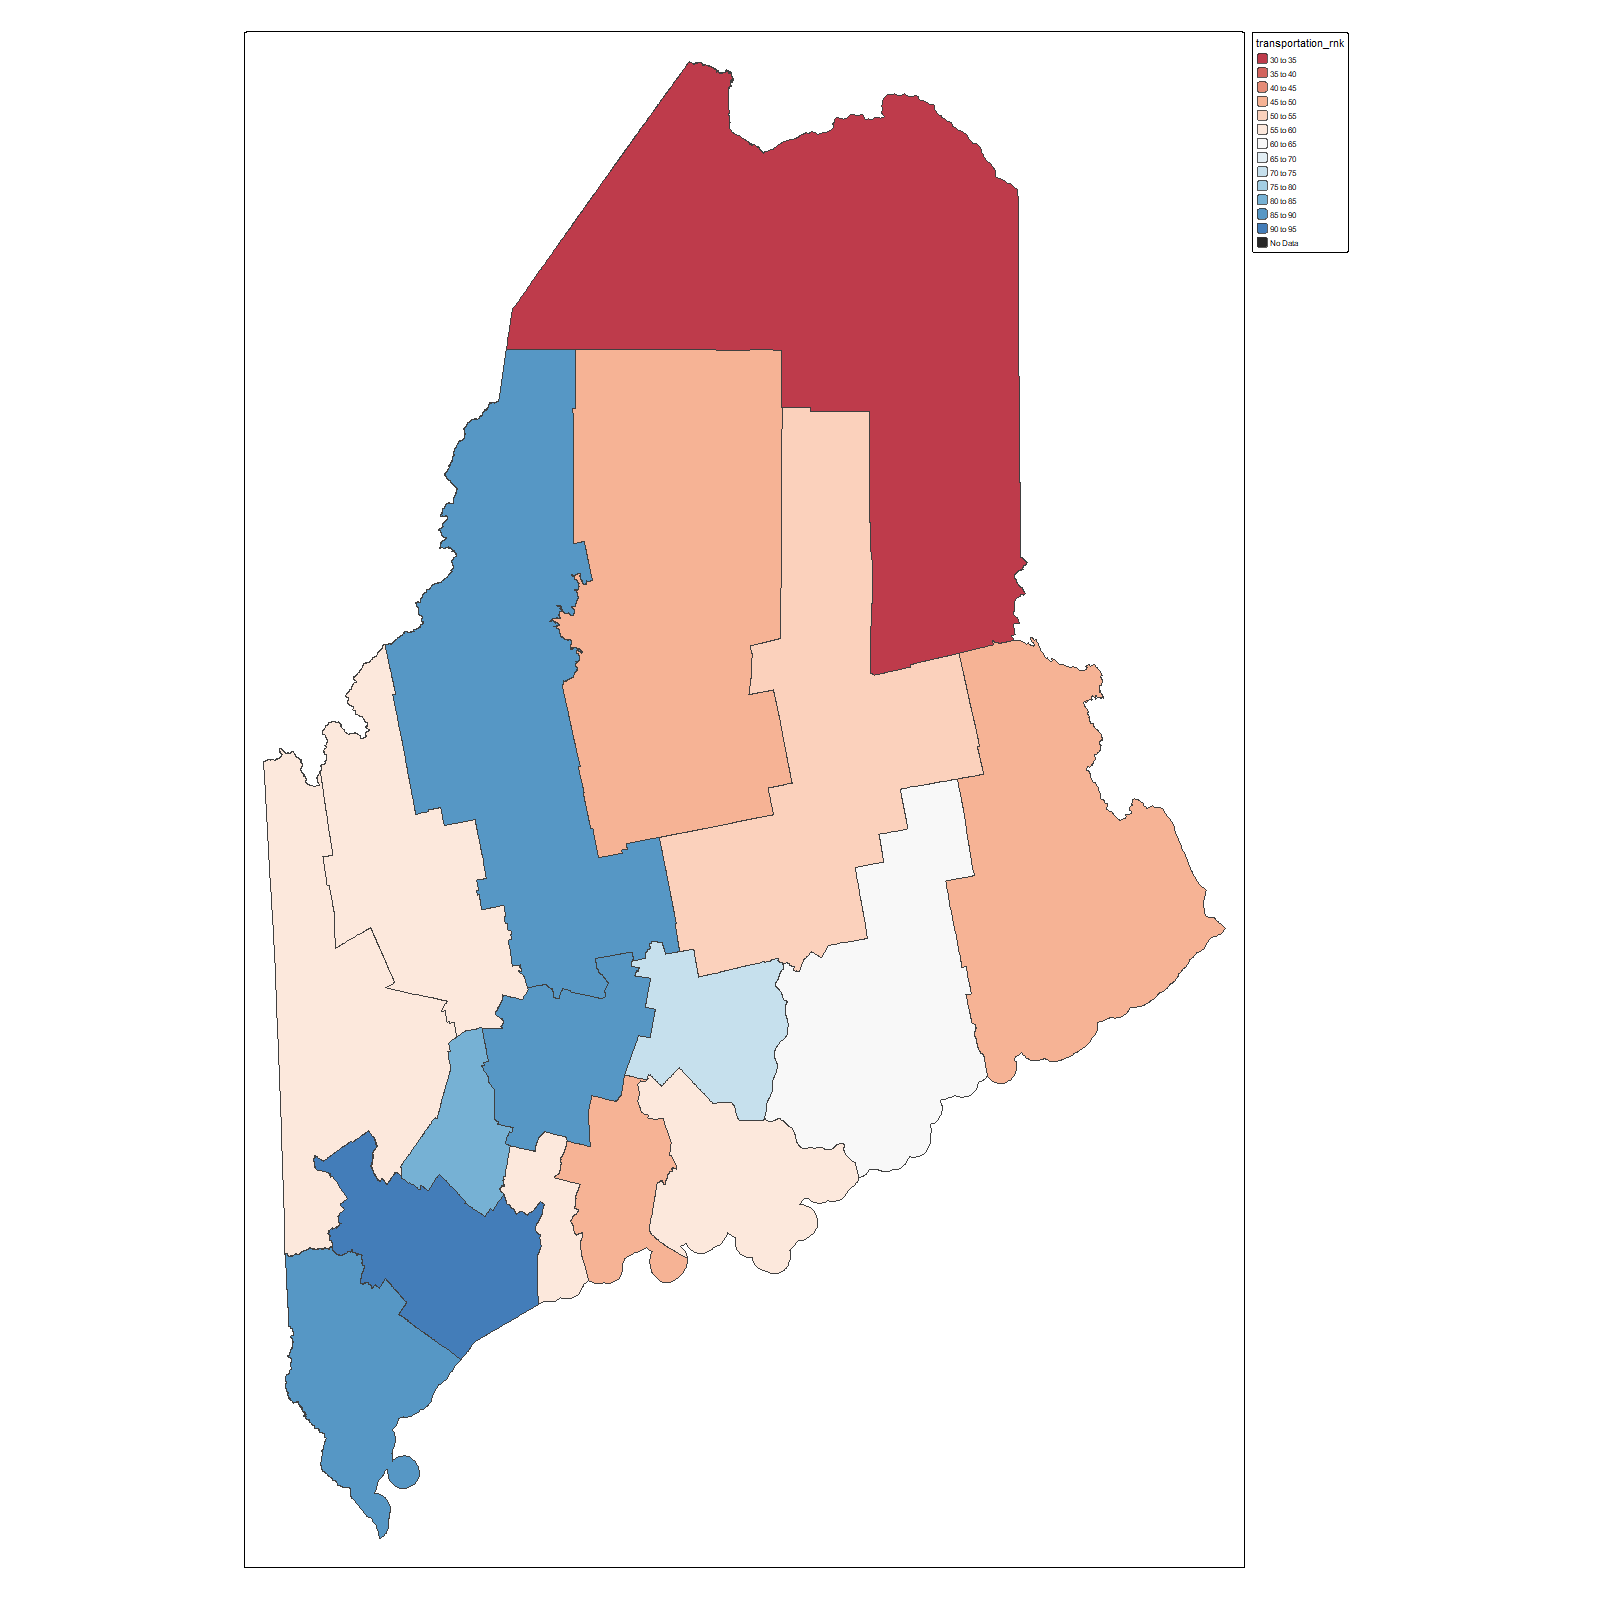 transportation_rnk
30 to 35
35 to 40
40 to 45
45 to 50
50 to 55
55 to 60
60 to 65
65 to 70
70 to 75
75 to 80
80 to 85
85 to 90
90 to 95
No Data